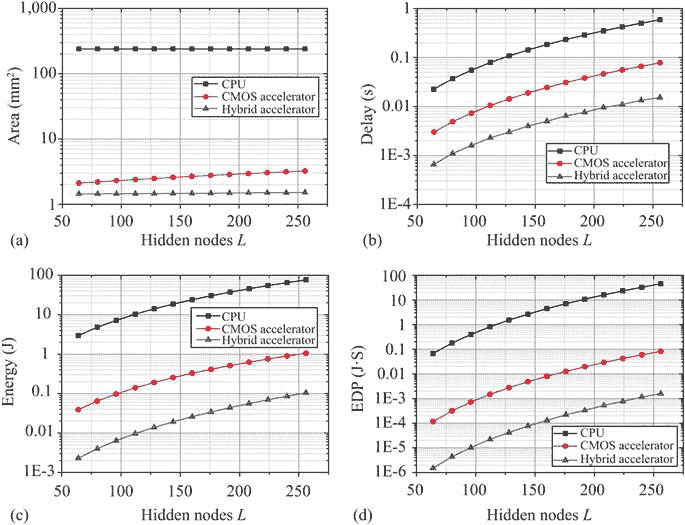 1,000
100
10
1
Area (mm²)
CPU
CMOS accelerator
Hybrid accelerator
50 100 150 200 250
(a) Hidden nodes L
1
0.1
0.01
1E-3
1E-4
Delay (s)
CPU
CMOS accelerator
Hybrid accelerator
50 100 150 200 250
(b) Hidden nodes L
100
10
1
0.1
0.01
1E-3
Energy (J)
CPU
CMOS accelerator
Hybrid accelerator
50 100 150 200 250
(c) Hidden nodes L
100
10
1
0.1
0.01
1E-3
1E-4
1E-5
1E-6
EDP (J·S)
CPU
CMOS accelerator
Hybrid accelerator
50 100 150 200 250
(d) Hidden nodes L